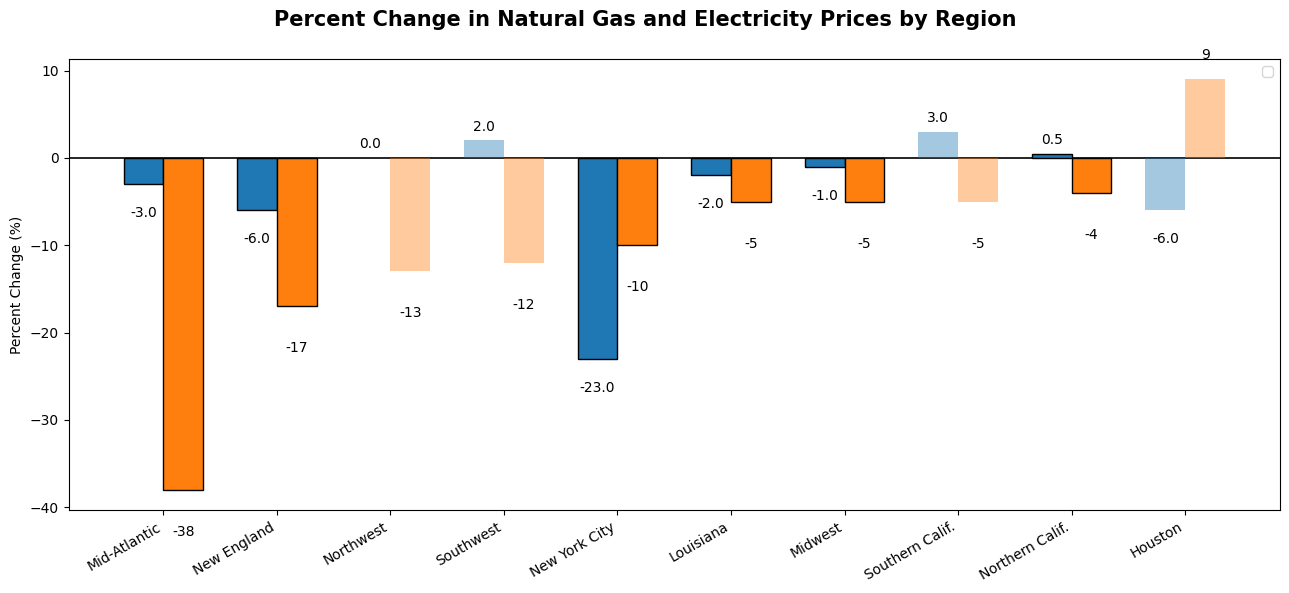 Percent Change in Natural Gas and Electricity Prices by Region
Percent Change (%)
10
0
−10
−20
−30
−40
-3.0
-38
-6.0
-17
0.0
-13
2.0
-12
-23.0
-10
-2.0
-5
-1.0
-5
3.0
-5
0.5
-4
-6.0
9
Mid-Atlantic
New England
Northwest
Southwest
New York City
Louisiana
Midwest
Southern Calif.
Northern Calif.
Houston